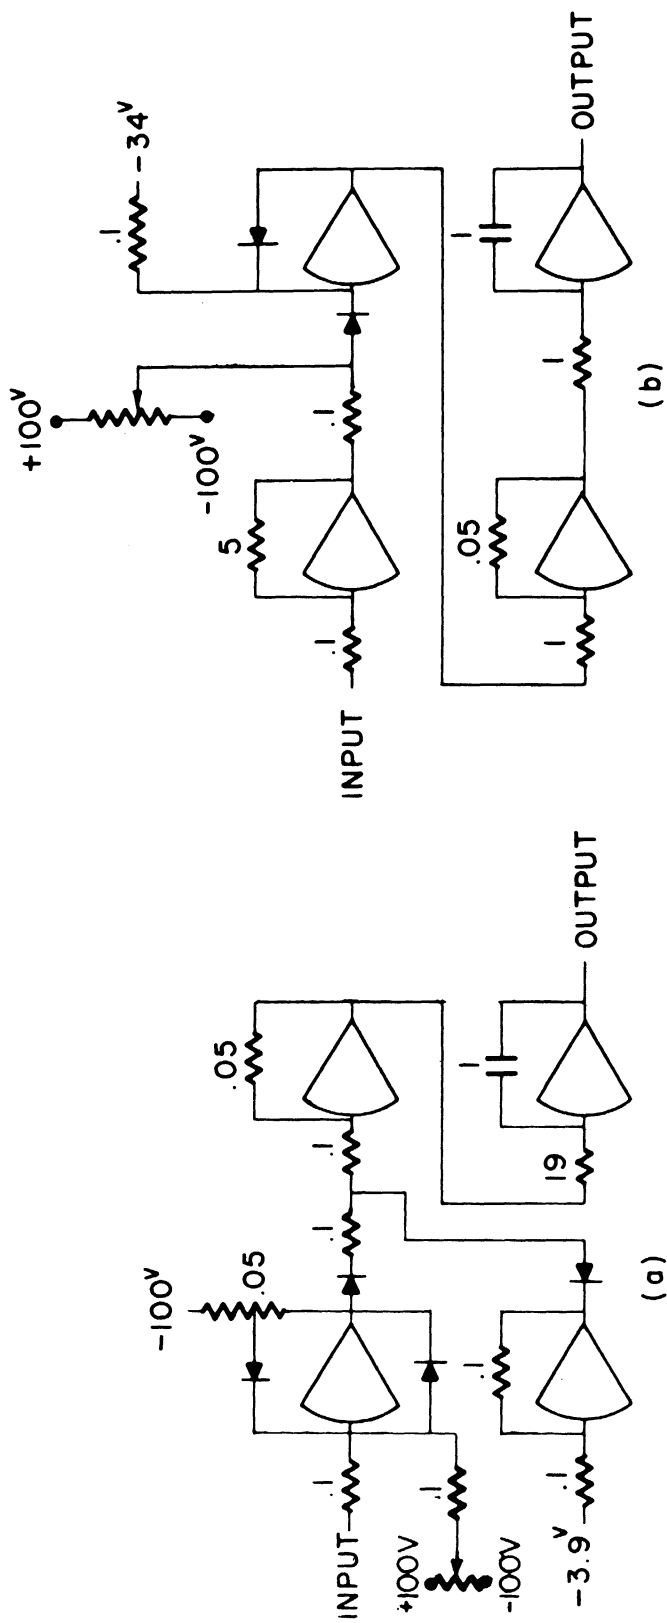 -100V
.05
.05
INPUT
.1
.1
.1
+100V
.1
-100V
-3.9V
.1
.1
19
1
OUTPUT
(a)
+100V
-100V
.1
-34V
5
INPUT
.1
.1
.05
1
1
1
OUTPUT
(b)